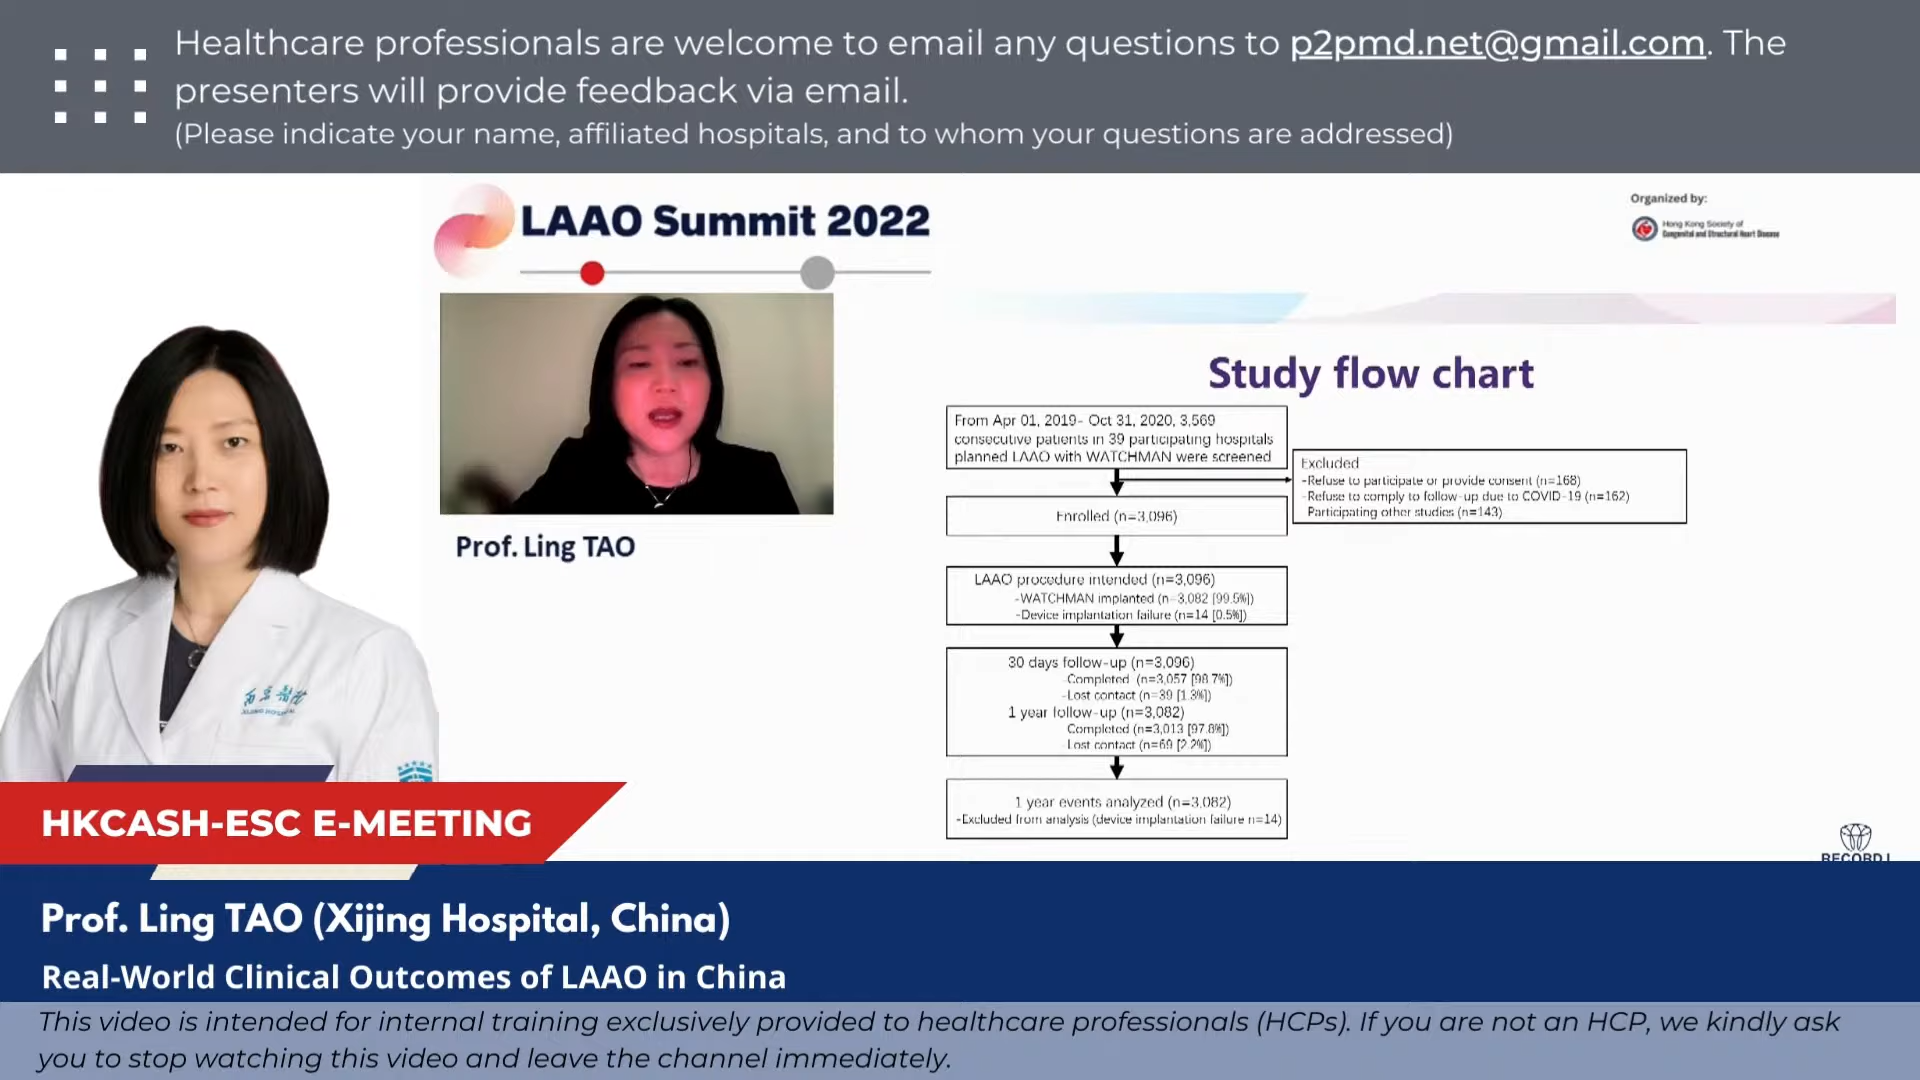 Healthcare professionals are welcome to email any questions to p2pmd.net@gmail.com. The
presenters will provide feedback via email.
(Please indicate your name, affiliated hospitals, and to whom your questions are addressed)
LAAO Summit 2022
Organized by:
Hong Kong Society of
Congenital and Structural Heart Disease
Prof. Ling TAO
Study flow chart
From Apr 01, 2019- Oct 31, 2020, 3,569
consecutive patients in 39 participating hospitals
planned LAAO with WATCHMAN were screened
Excluded
-Refuse to participate or provide consent (n=168)
-Refuse to comply to follow-up due to COVID-19 (n=162)
Participating other studies (n=143)
Enrolled (n=3,096)
LAAO procedure intended (n=3,096)
-WATCHMAN implanted (n=3,082 [99.5%])
-Device implantation failure (n=14 [0.5%])
30 days follow-up (n=3,096)
Completed (n=3,057 [98.7%])
-Lost contact (n=39 [1.3%])
1 year follow-up (n=3,082)
Completed (n=3,013 [97.8%])
Lost contact (n=69 [2.2%])
1 year events analyzed (n=3,082)
-Excluded from analysis (device implantation failure n=14)
西京醫院
XIJING HOSPITAL
HKCASH-ESC E-MEETING
Prof. Ling TAO (Xijing Hospital, China)
Real-World Clinical Outcomes of LAAO in China
This video is intended for internal training exclusively provided to healthcare professionals (HCPs). If you are not an HCP, we kindly ask
you to stop watching this video and leave the channel immediately.